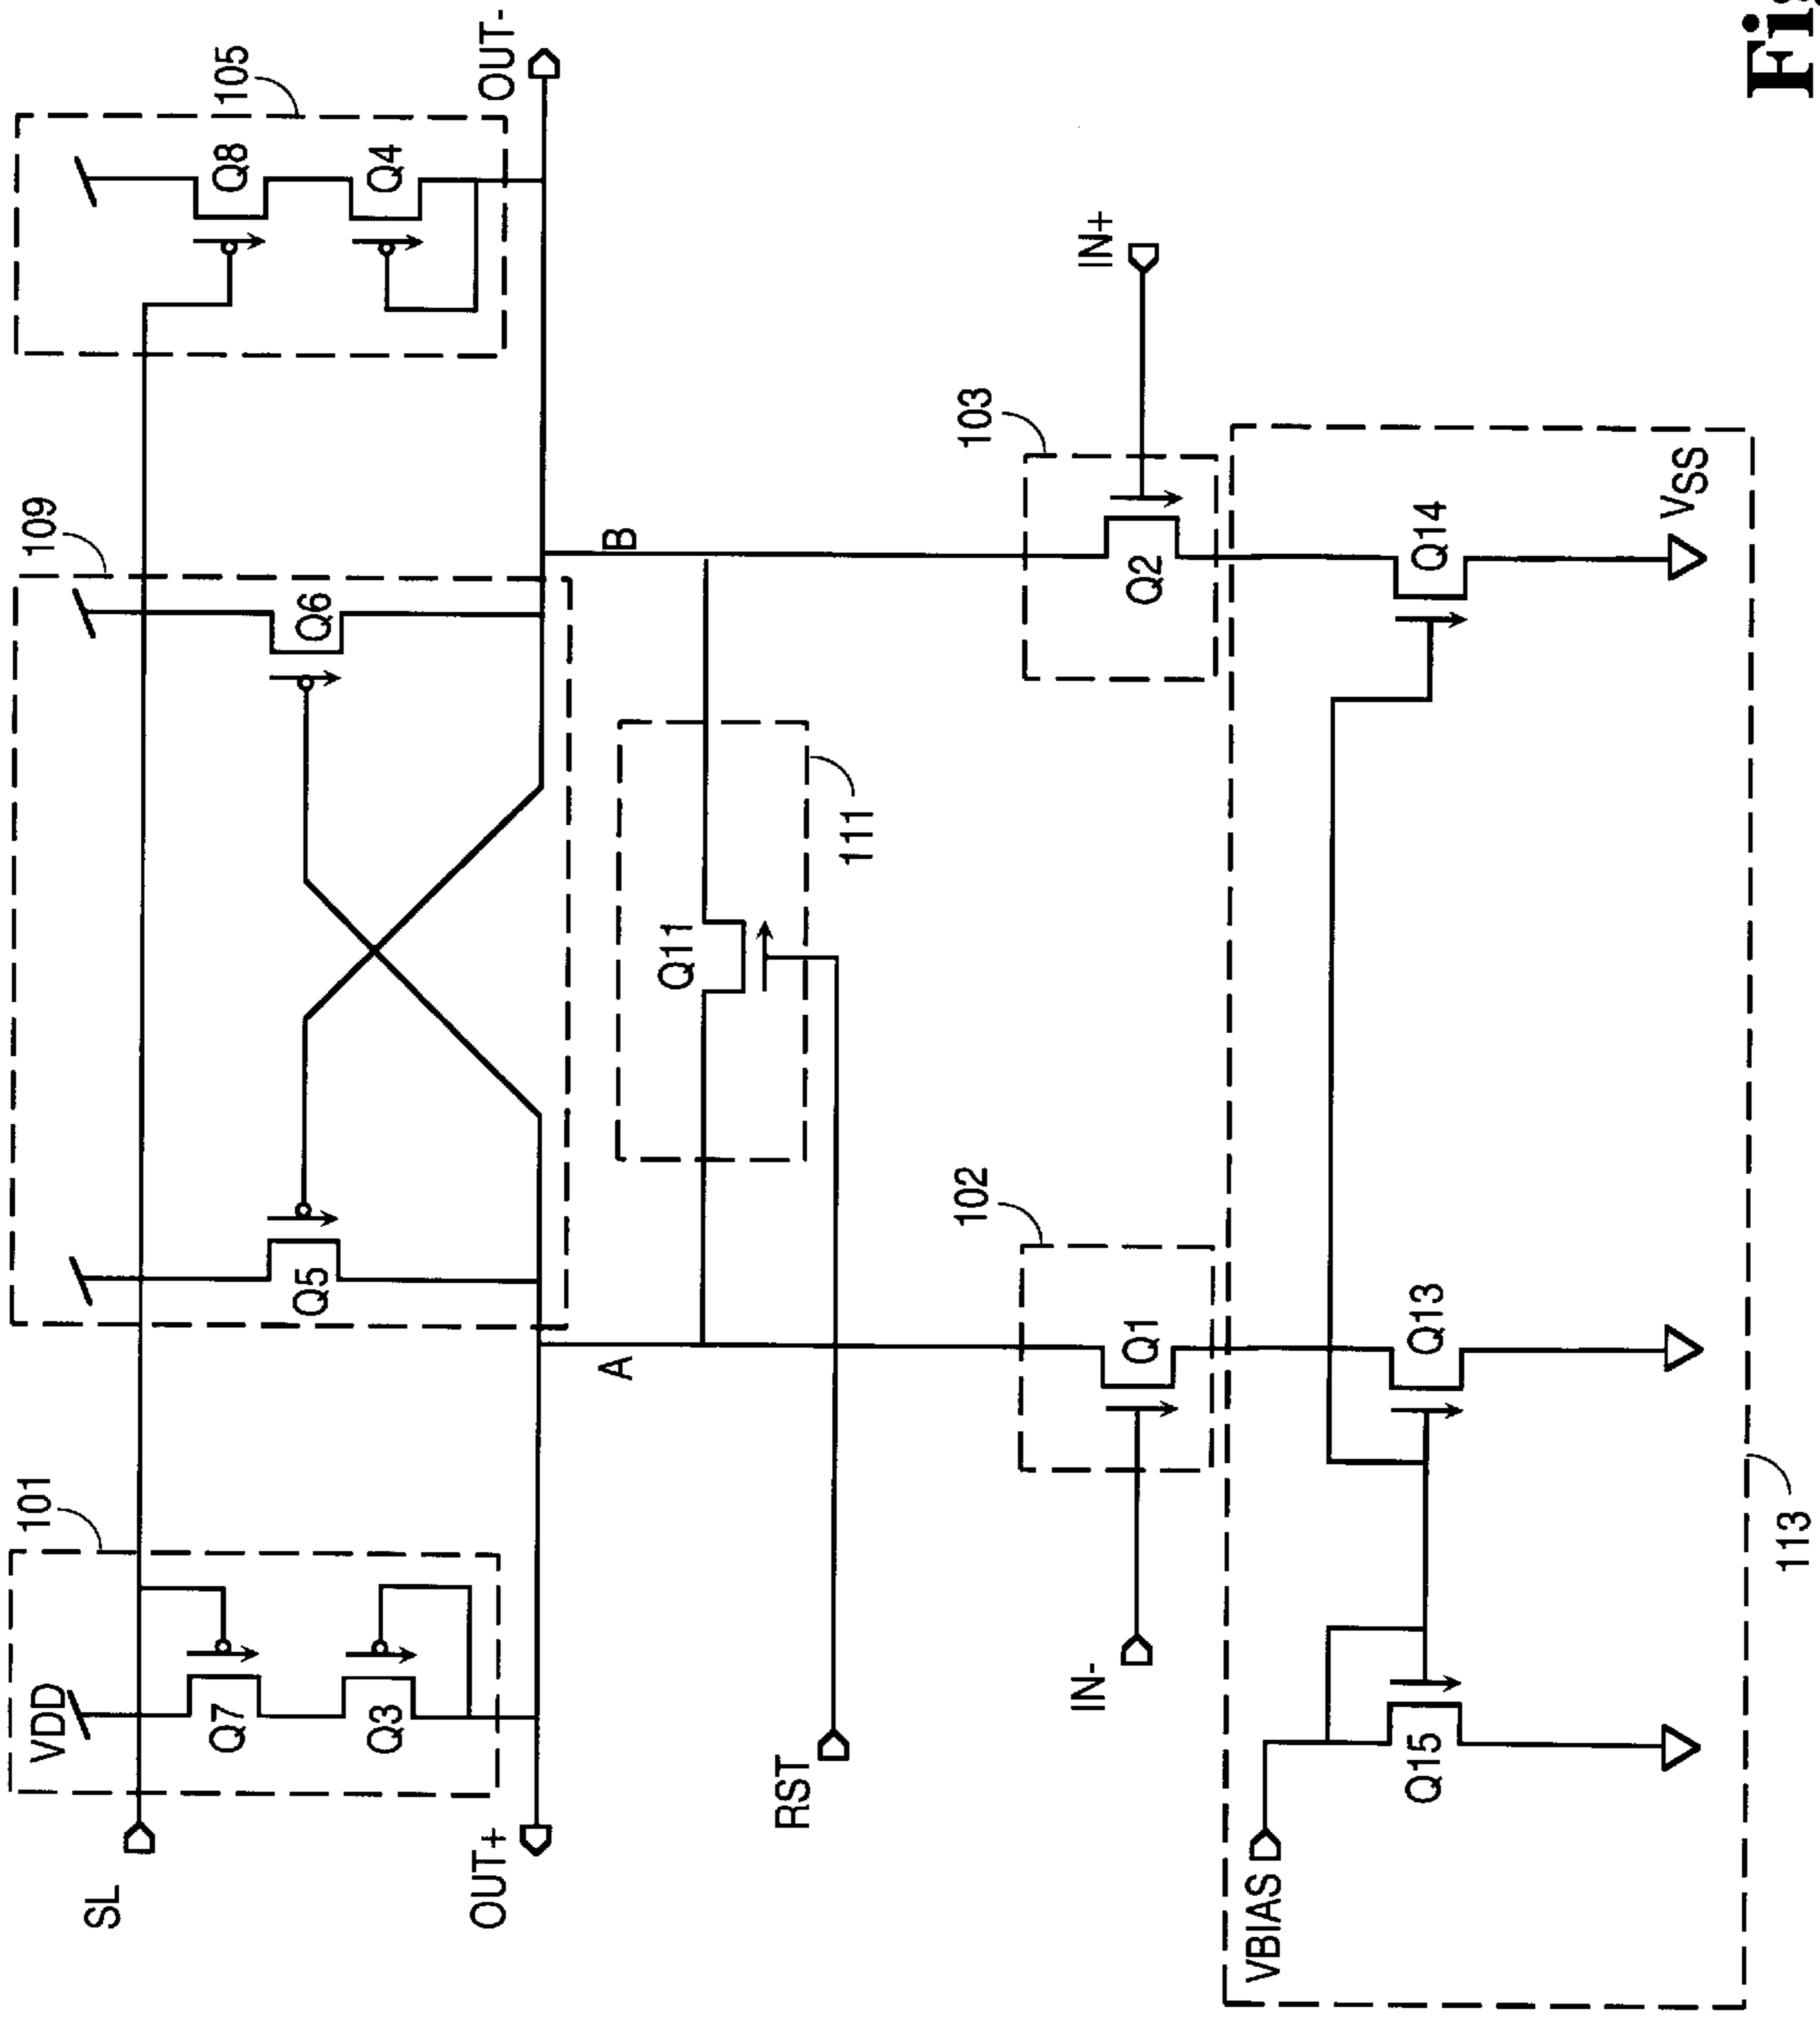 101
109
105
VDD
Q7
Q3
Q5
Q6
Q8
Q4
SL
OUT+
OUT-
A
B
Q11
111
RST
102
103
IN-
IN+
Q1
Q2
VBIAS
Q15
Q13
Q14
VSS
113